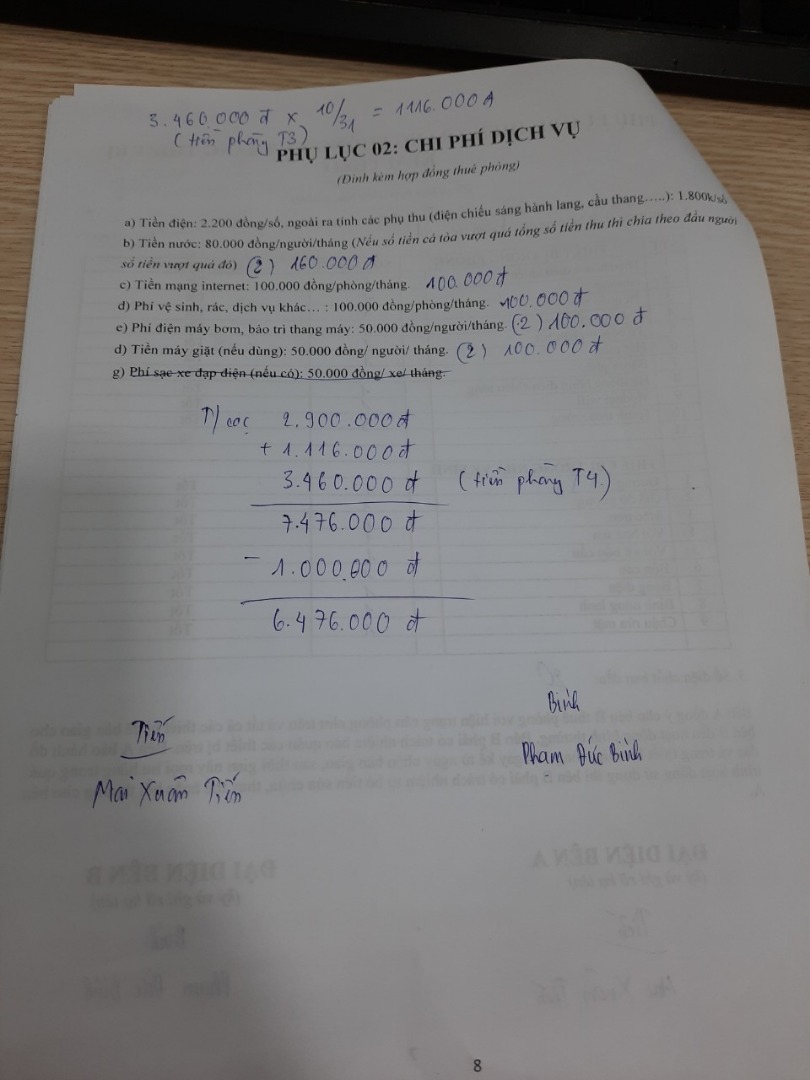 3.460.000 đ x 10/31 = 1116.000 đ
(tiền phòng T3)
PHỤ LỤC 02: CHI PHÍ DỊCH VỤ
(Đính kèm hợp đồng thuê phòng)
a) Tiền điện: 2.200 đồng/số, ngoài ra tính các phụ thu (điện chiếu sáng hành lang, cầu thang…..): 1.800k/số
b) Tiền nước: 80.000 đồng/người/tháng (Nếu số tiền cả tòa vượt quá tổng số tiền thu thì chia theo đầu người
số tiền vượt quá đó) (2) 160.000 đ
c) Tiền mạng internet: 100.000 đồng/phòng/tháng. 100.000 đ
d) Phí vệ sinh, rác, dịch vụ khác… : 100.000 đồng/phòng/tháng. 100.000 đ
e) Phí điện máy bơm, bảo trì thang máy: 50.000 đồng/người/tháng. (2) 100.000 đ
d) Tiền máy giặt (nếu dùng): 50.000 đồng/ người/ tháng. (2) 100.000 đ
g) Phí sạc xe đạp điện (nếu có): 50.000 đồng/ xe/ tháng.
T/cọc 2.900.000 đ
+ 1.116.000 đ
3.460.000 đ (tiền phòng T4)
7.476.000 đ
- 1.000.000 đ
6.476.000 đ
Bình
Tiến
Phạm Đức Bình
Mai Xuân Tiến
8